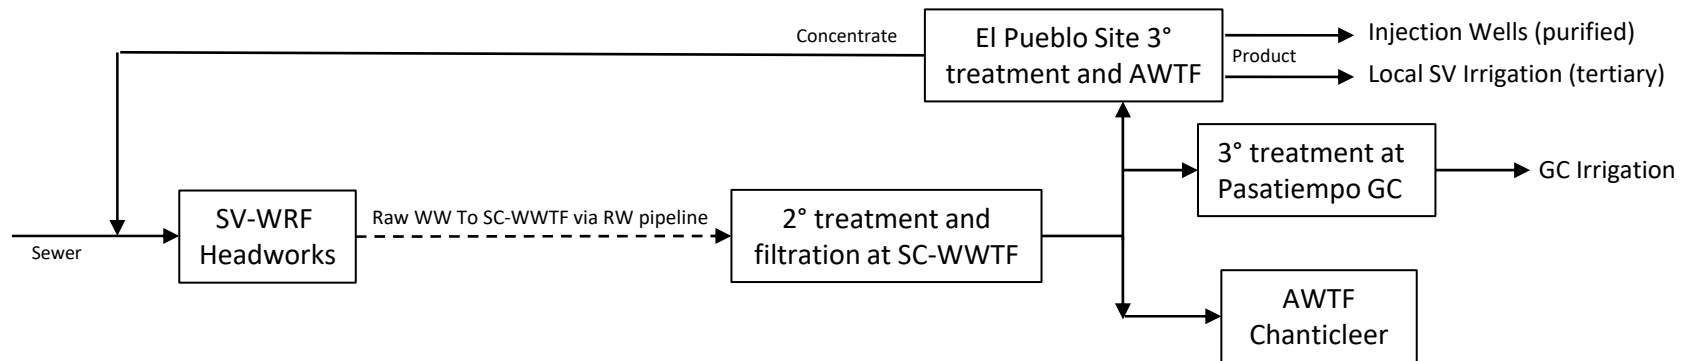 Concentrate
El Pueblo Site 3°
treatment and AWTF
Product
Injection Wells (purified)
Local SV Irrigation (tertiary)
3° treatment at
Pasatiempo GC
GC Irrigation
Sewer
SV-WRF
Headworks
Raw WW To SC-WWTF via RW pipeline
2° treatment and
filtration at SC-WWTF
AWTF
Chanticleer